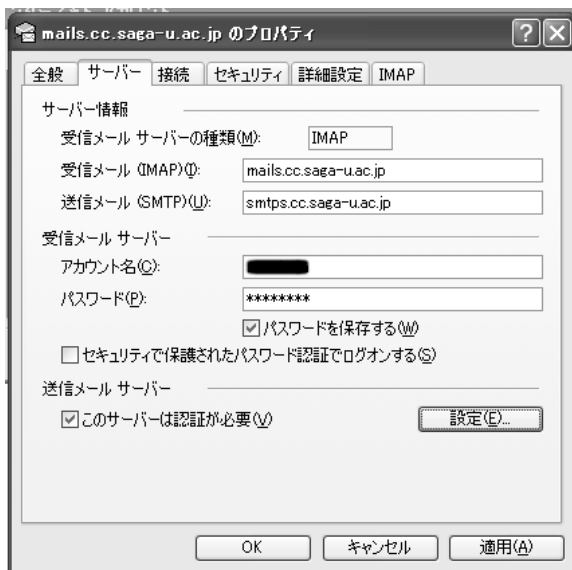 mails.cc.saga-u.ac.jp のプロパティ
全般 サーバー 接続 セキュリティ 詳細設定 IMAP
サーバー情報
受信メール サーバーの種類(M): IMAP
受信メール (IMAP)(I): mails.cc.saga-u.ac.jp
送信メール (SMTP)(U): smtps.cc.saga-u.ac.jp
受信メール サーバー
アカウント名(C):
パスワード(P): ********
パスワードを保存する(W)
セキュリティで保護されたパスワード認証でログオンする(S)
送信メール サーバー
このサーバーは認証が必要(V) 設定(E)...
OK キャンセル 適用(A)